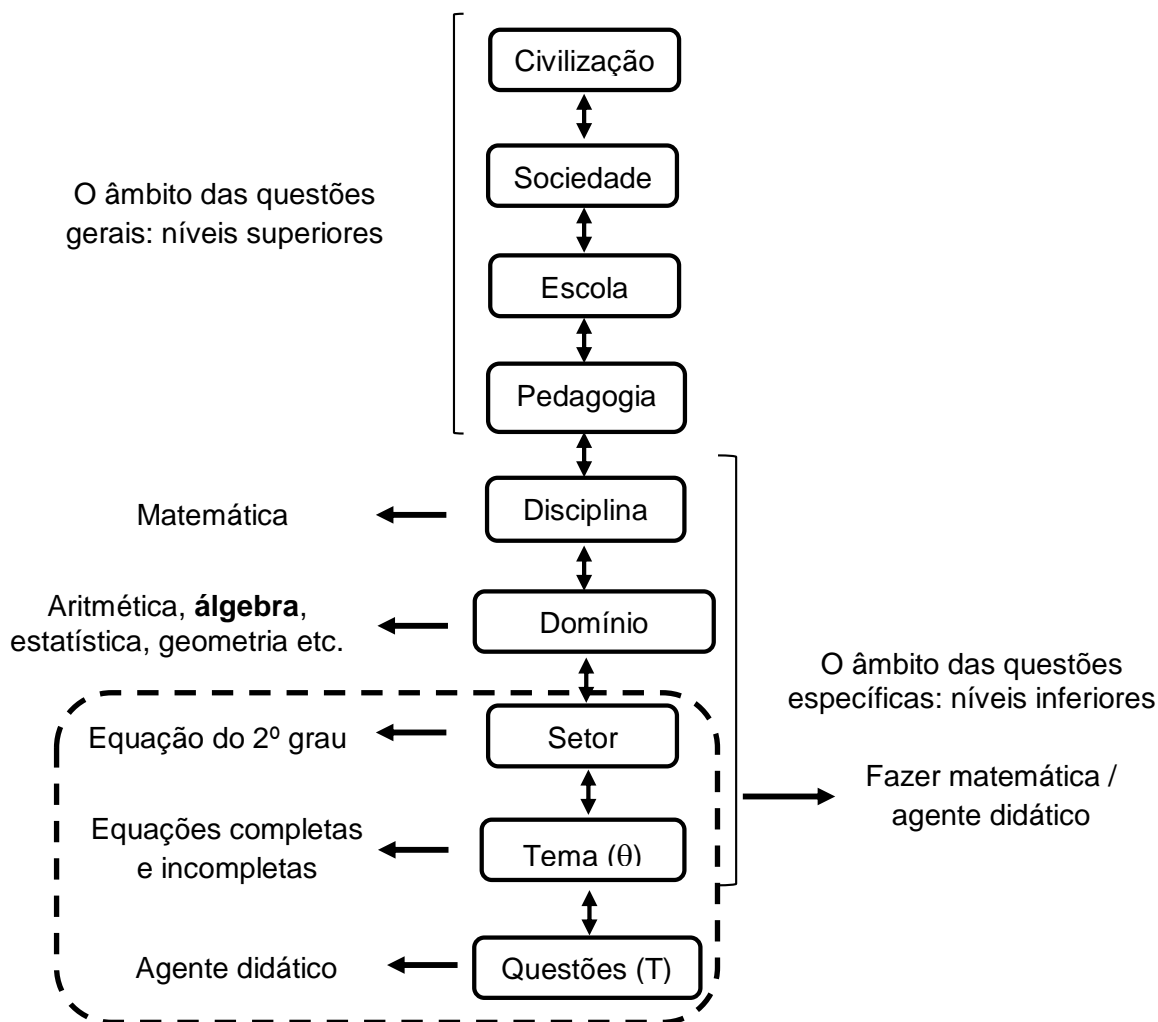 Civilização
Sociedade
O âmbito das questões
gerais: níveis superiores
Escola
Pedagogia
Disciplina
Matemática
Domínio
Aritmética, álgebra,
estatística, geometria etc.
O âmbito das questões
específicas: níveis inferiores
Setor
Equação do 2º grau
Fazer matemática /
agente didático
Tema (θ)
Equações completas
e incompletas
Questões (T)
Agente didático